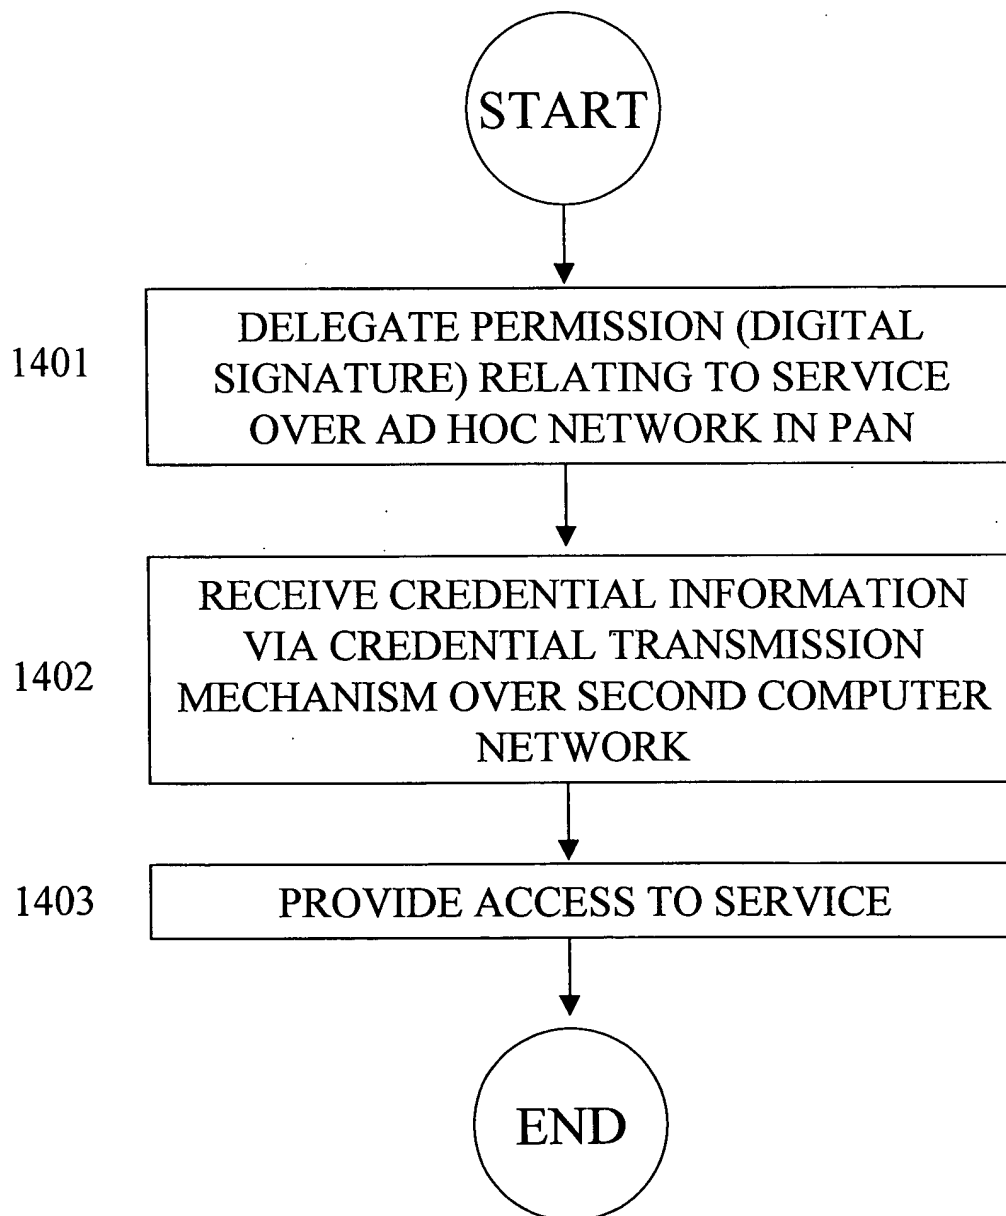 START
1401
DELEGATE PERMISSION (DIGITAL
SIGNATURE) RELATING TO SERVICE
OVER AD HOC NETWORK IN PAN
1402
RECEIVE CREDENTIAL INFORMATION
VIA CREDENTIAL TRANSMISSION
MECHANISM OVER SECOND COMPUTER
NETWORK
1403
PROVIDE ACCESS TO SERVICE
END